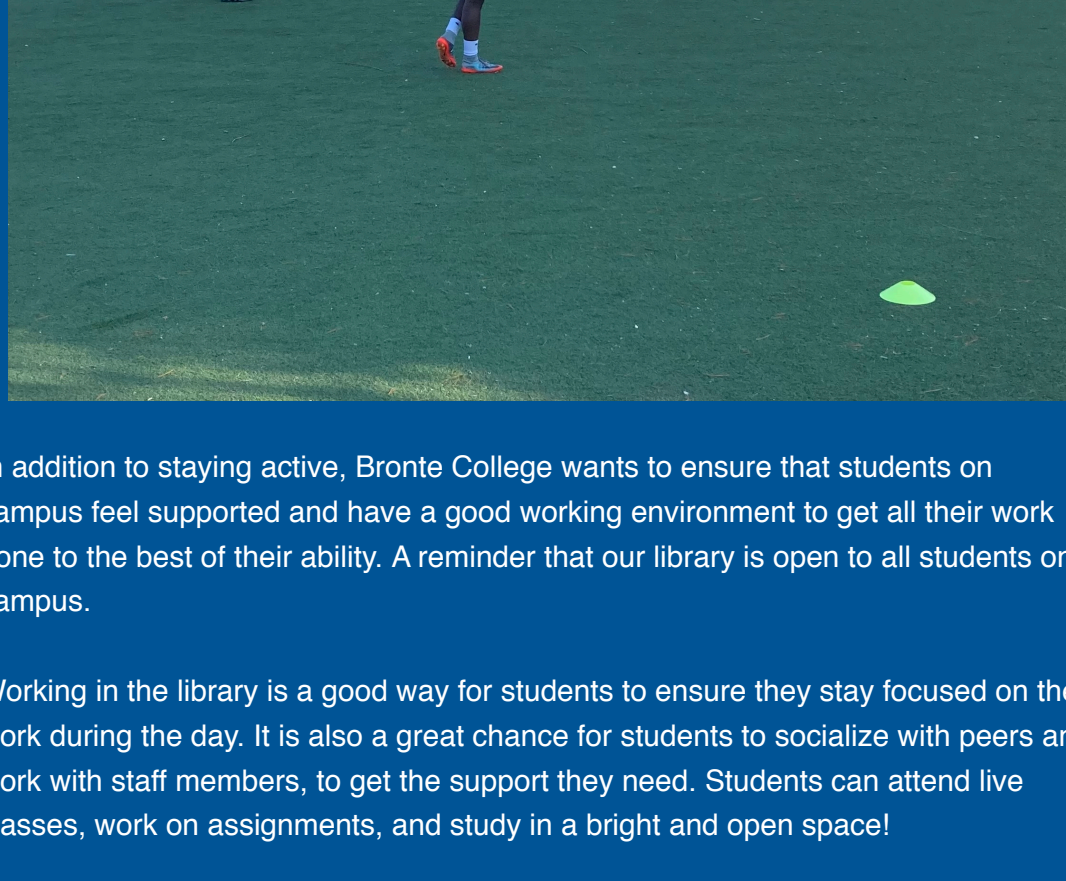 addition to staying active, Bronte College wants to ensure that students on
ampus feel supported and have a good working environment to get all their work
one to the best of their ability. A reminder that our library is open to all students
ampus.
orking in the library is a good way for students to ensure they stay focused on
ork during the day. It is also a great chance for students to socialize with peers
ork with staff members, to get the support they need. Students can attend live
asses, work on assignments, and study in a bright and open space!